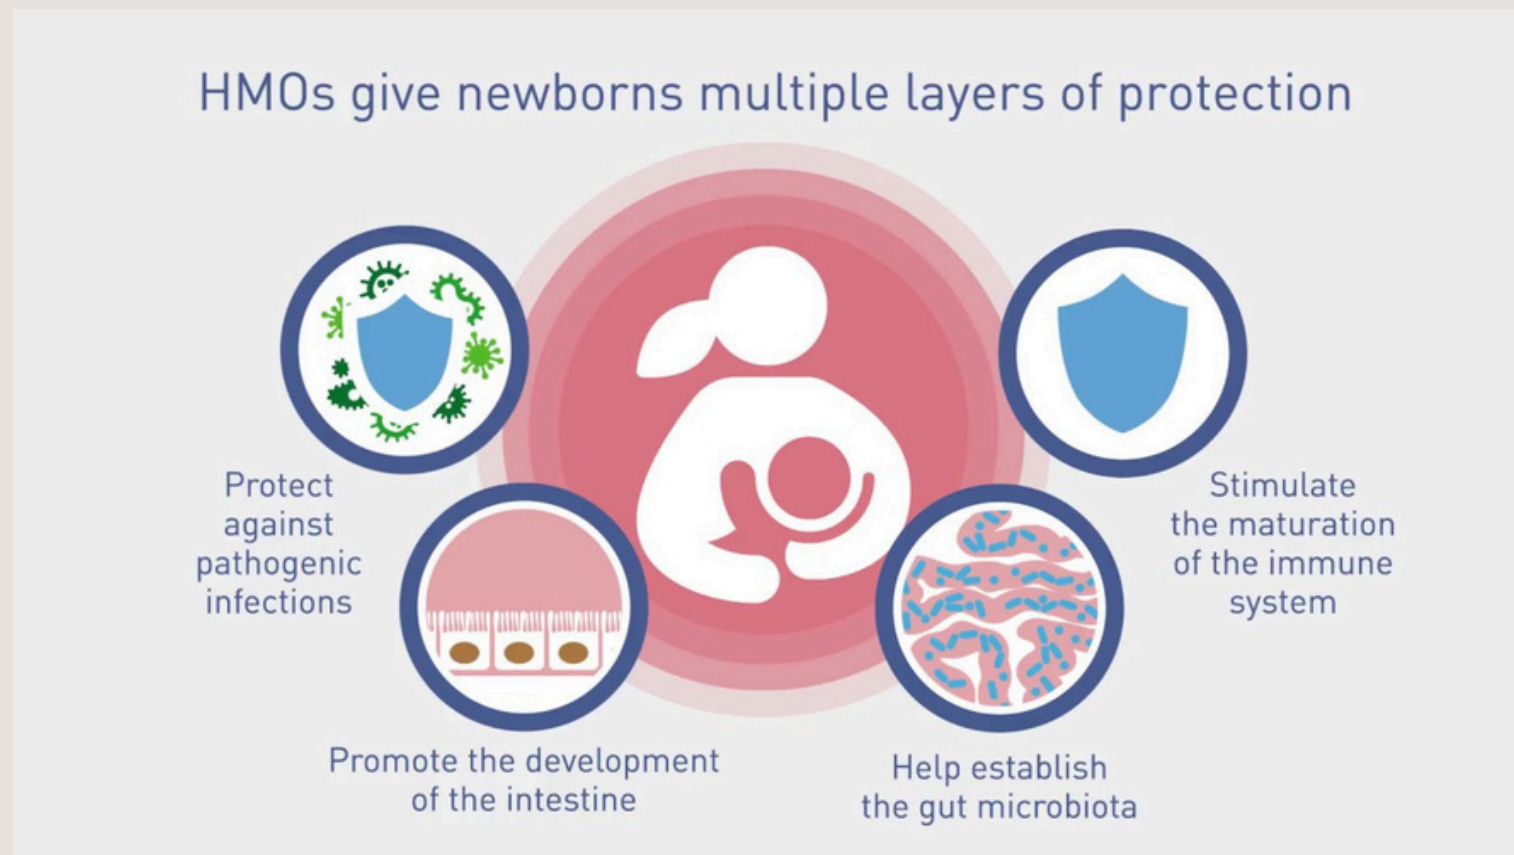 HMOs give newborns multiple layers of protection
Protect
against
pathogenic
infections
Stimulate
the maturation
of the immune
system
Promote the development
of the intestine
Help establish
the gut microbiota